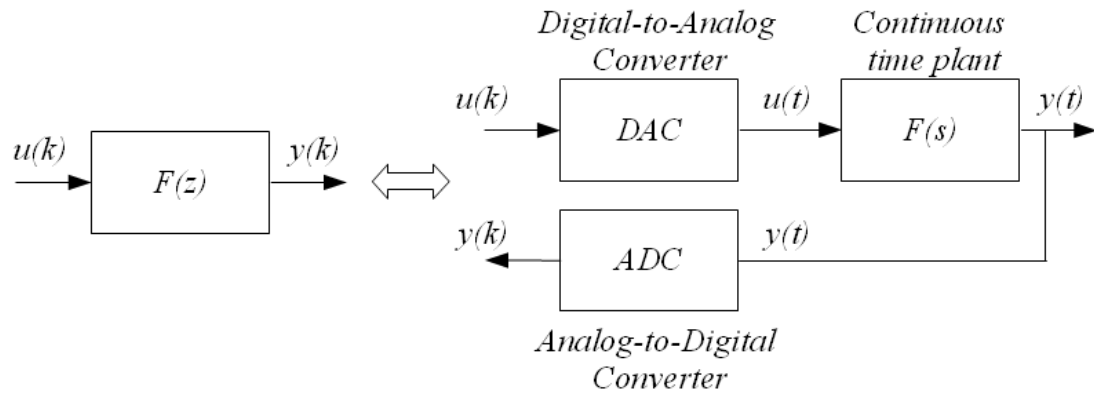 u(k)
F(z)
y(k)
Digital-to-Analog
Converter
Continuous
time plant
u(k)
DAC
u(t)
F(s)
y(t)
y(k)
ADC
y(t)
Analog-to-Digital
Converter